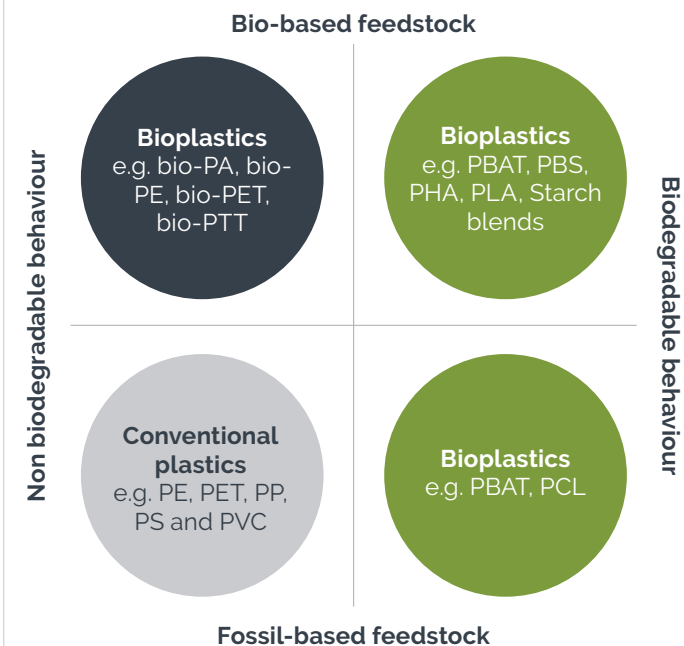 Bio-based feedstock
Non biodegradable behaviour
Bioplastics
e.g. bio-PA, bio-
PE, bio-PET,
bio-PTT
Bioplastics
e.g. PBAT, PBS,
PHA, PLA, Starch
blends
Biodegradable behaviour
Conventional
plastics
e.g. PE, PET, PP,
PS and PVC
Bioplastics
e.g. PBAT, PCL
Fossil-based feedstock